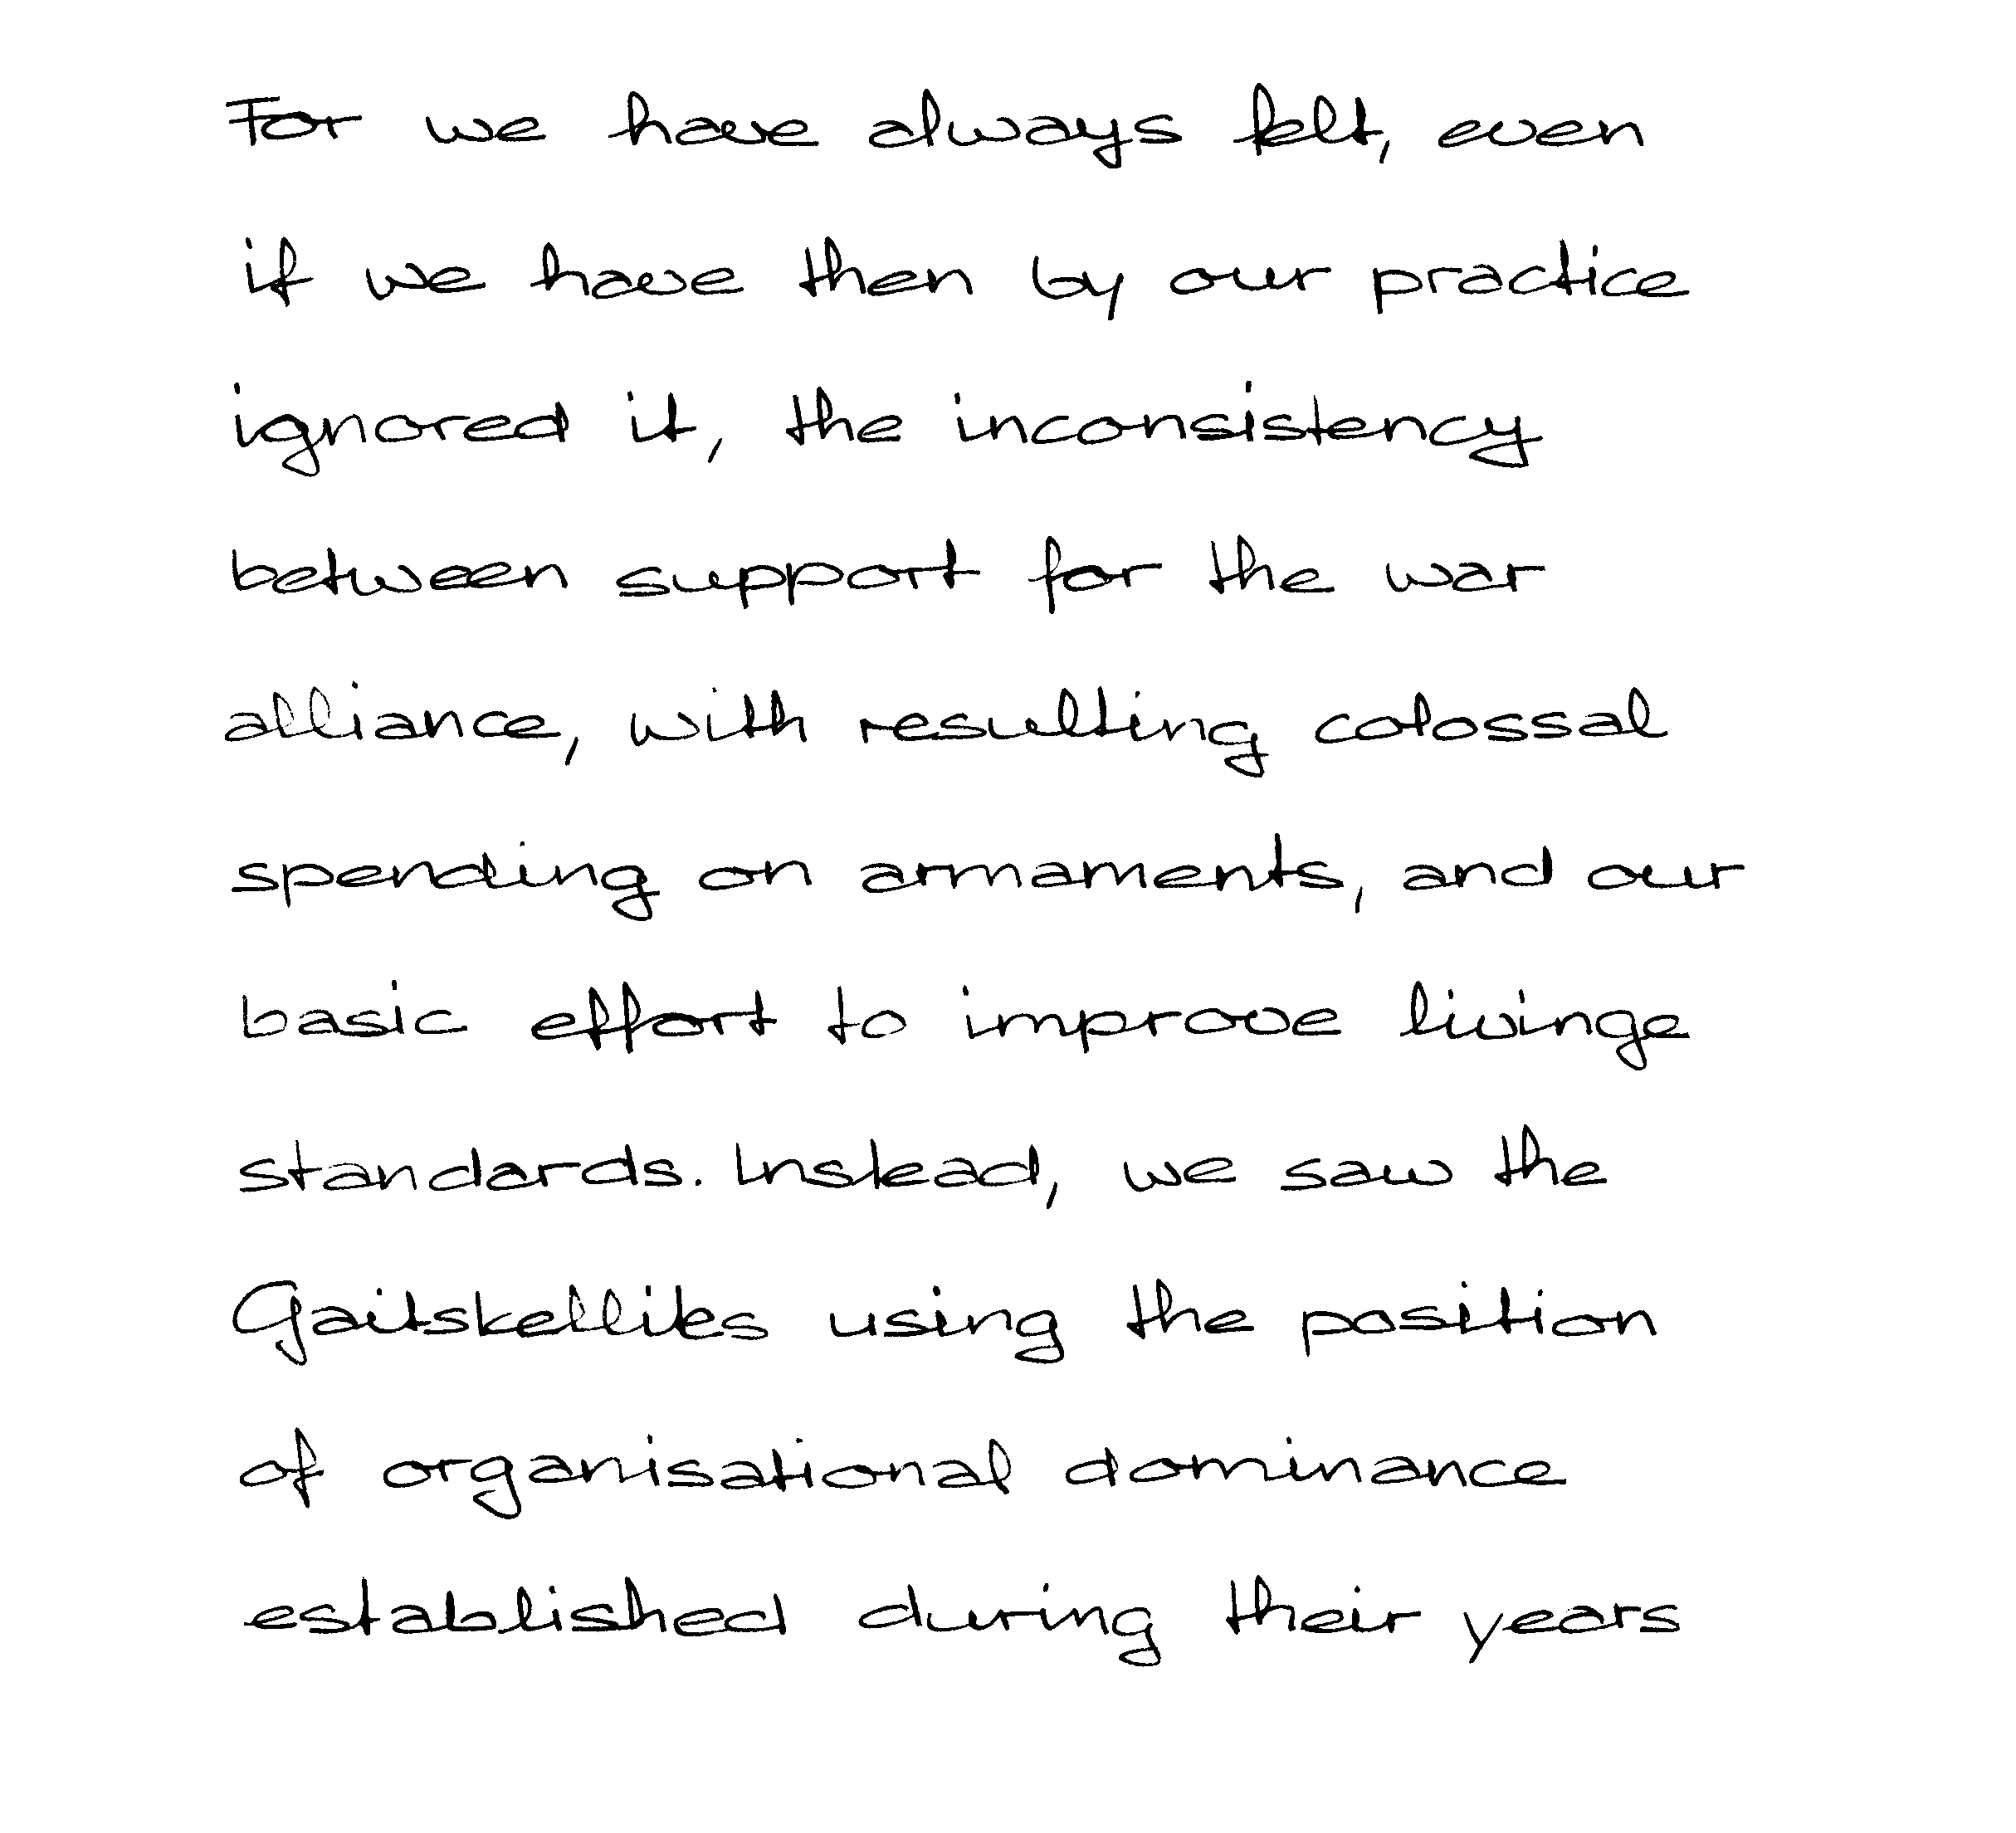 For we have always felt, even
if we have then by our practice
ignored it, the inconsistency
between support for the war
alliance, with resulting colossal
spending on armaments, and our
basic effort to improve livinge
standards. Instead, we saw the
Gaitskellites using the position
of organisational dominance
established during their years